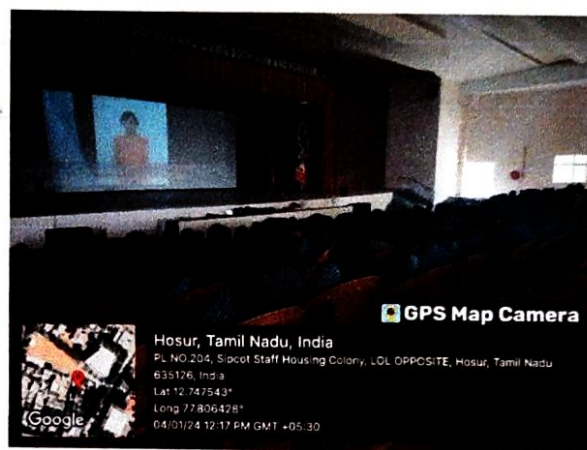 GPS Map Camera
Hosur, Tamil Nadu, India
PL NO.204, Sipcot Staff Housing Colony, LGL OPPOSITE, Hosur, Tamil Nadu
635126, India
Lat 12.747543°
Long 77.806428°
04/01/24 12:17 PM GMT +05:30
Google